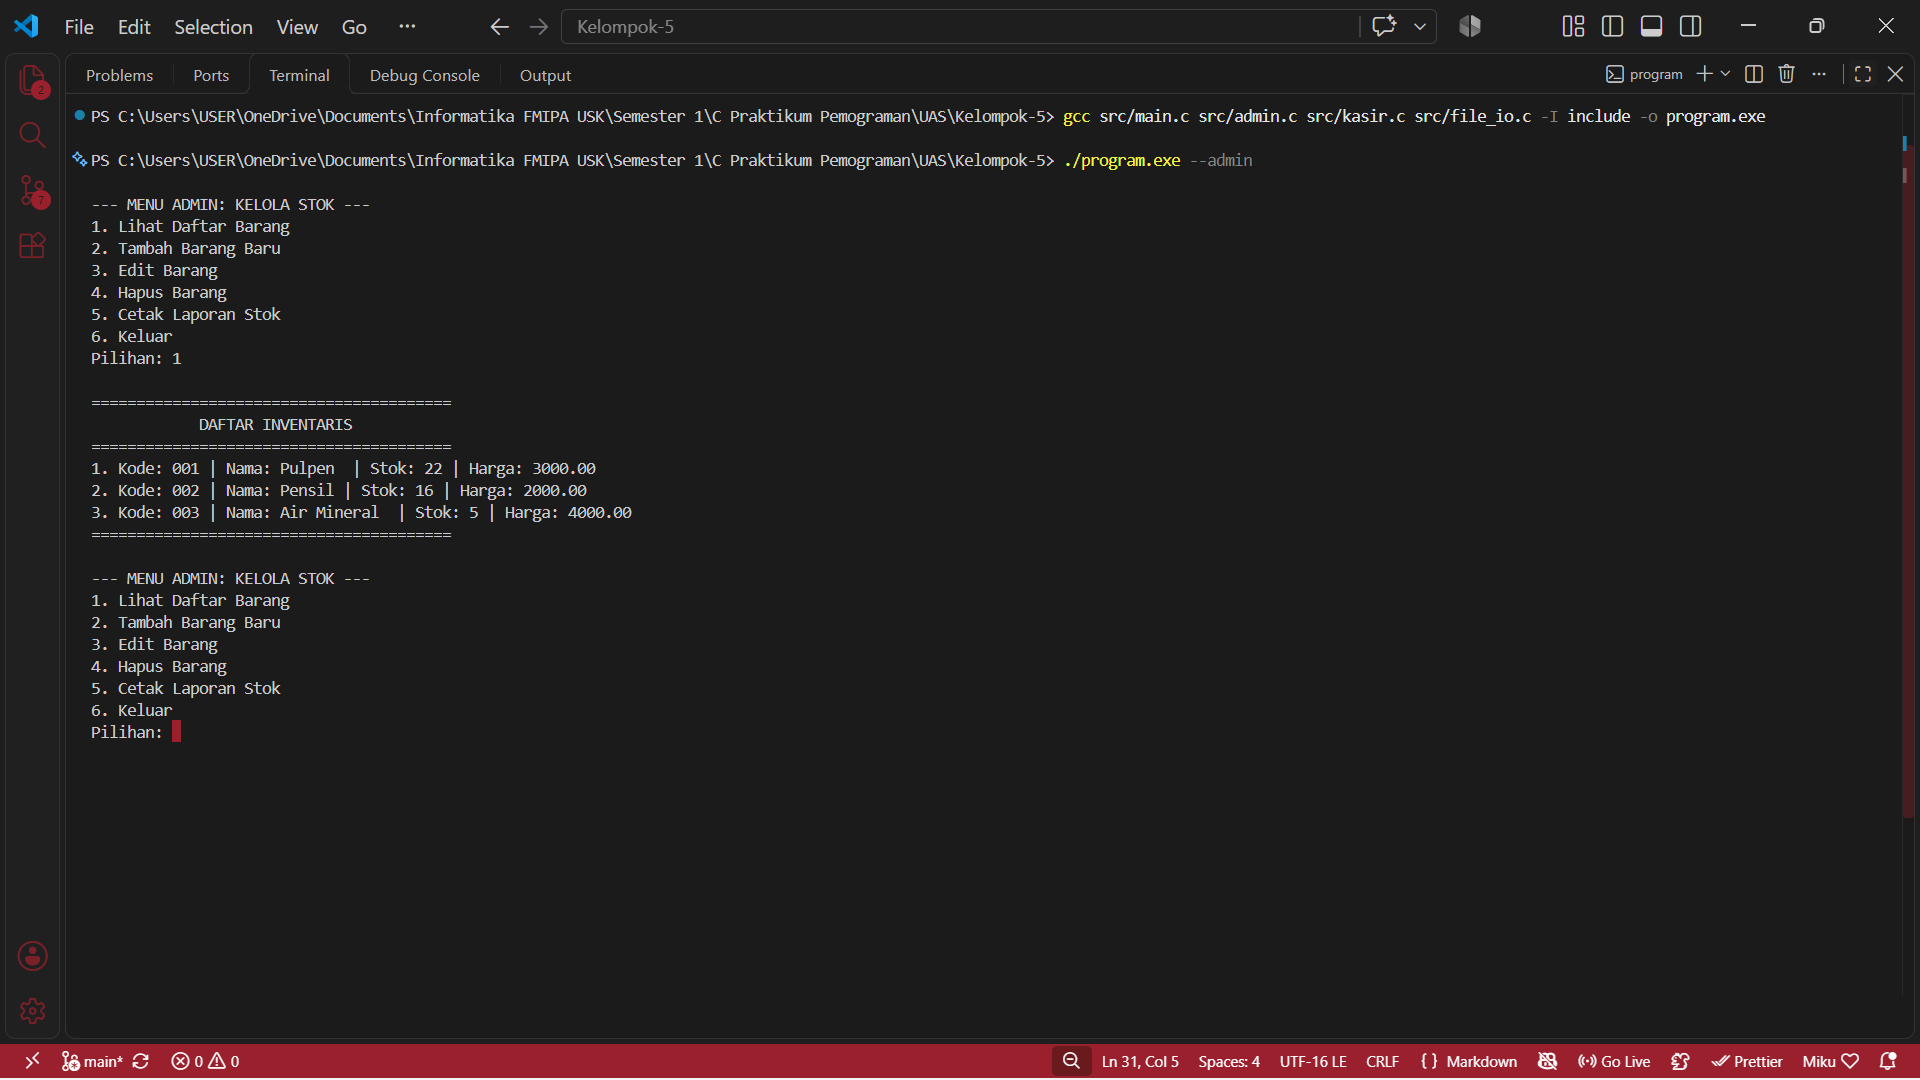 File Edit Selection View Go ··· Kelompok-5
Problems Ports Terminal Debug Console Output program
2
7
PS C:\Users\USER\OneDrive\Documents\Informatika FMIPA USK\Semester 1\C Praktikum Pemograman\UAS\Kelompok-5> gcc src/main.c src/admin.c src/kasir.c src/file_io.c -I include -o program.exe
PS C:\Users\USER\OneDrive\Documents\Informatika FMIPA USK\Semester 1\C Praktikum Pemograman\UAS\Kelompok-5> ./program.exe --admin
--- MENU ADMIN: KELOLA STOK ---
1. Lihat Daftar Barang
2. Tambah Barang Baru
3. Edit Barang
4. Hapus Barang
5. Cetak Laporan Stok
6. Keluar
Pilihan: 1
========================================
DAFTAR INVENTARIS
========================================
1. Kode: 001 | Nama: Pulpen  | Stok: 22 | Harga: 3000.00
2. Kode: 002 | Nama: Pensil | Stok: 16 | Harga: 2000.00
3. Kode: 003 | Nama: Air Mineral  | Stok: 5 | Harga: 4000.00
========================================
--- MENU ADMIN: KELOLA STOK ---
1. Lihat Daftar Barang
2. Tambah Barang Baru
3. Edit Barang
4. Hapus Barang
5. Cetak Laporan Stok
6. Keluar
Pilihan:
main* 0 0 Ln 31, Col 5 Spaces: 4 UTF-16 LE CRLF {} Markdown Go Live Prettier Miku ♡